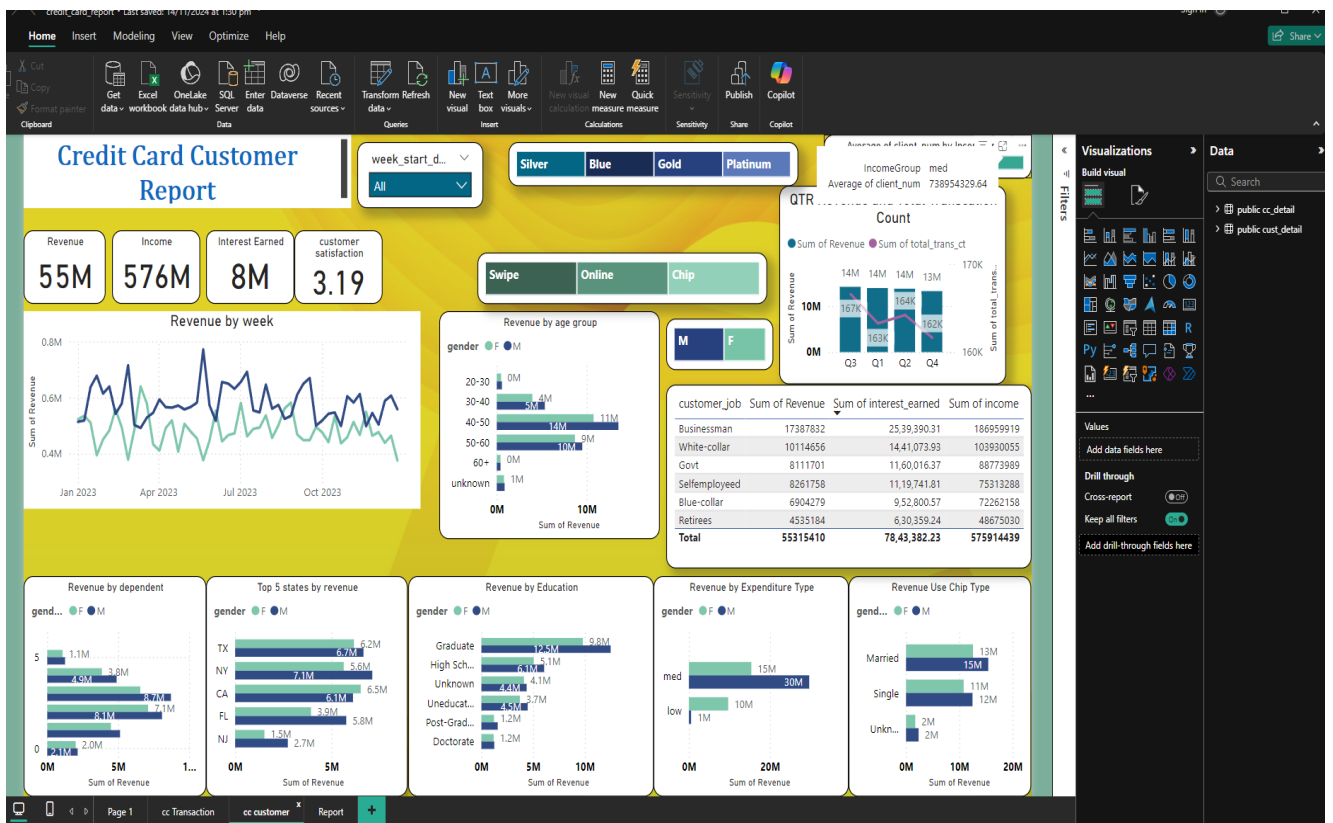 credit_card_report • Last saved: 14/11/2024 at 1:30 pm
Home Insert Modeling View Optimize Help Share
Cut
Copy
Format painter
Get data Excel workbook OneLake data hub SQL Server Enter data Dataverse Recent sources Transform data Refresh New visual Text box More visuals New visual calculation New measure Quick measure Sensitivity Publish Copilot
Clipboard Data Queries Insert Calculations Sensitivity Share Copilot
Credit Card Customer
Report
week_start_d...
All
Silver Blue Gold Platinum
IncomeGroup med
Average of client_num 738954329.64
Count
Sum of Revenue Sum of total_trans_ct
14M 14M 14M 13M
170K
10M
0M
160K
167K 163K 164K 162K
Q3 Q1 Q2 Q4
Sum of Revenue
Sum of total_trans...
Revenue
55M
Income
576M
Interest Earned
8M
customer
satisfaction
3.19
Swipe Online Chip
M F
Revenue by week
0.8M
0.6M
0.4M
Sum of Revenue
Jan 2023 Apr 2023 Jul 2023 Oct 2023
Revenue by age group
gender F M
20-30 0M
30-40 4M 5M
40-50 11M 14M
50-60 9M 10M
60+ 0M
unknown 1M
0M 10M
Sum of Revenue
customer_job Sum of Revenue Sum of interest_earned Sum of income
Businessman 17387832 25,39,390.31 186959919
White-collar 10114656 14,41,073.93 103930055
Govt 8111701 11,60,016.37 88773989
Selfemployeed 8261758 11,19,741.81 75313288
Blue-collar 6904279 9,52,800.57 72262158
Retirees 4535184 6,30,359.24 48675030
Total 55315410 78,43,382.23 575914439
Revenue by dependent
gend... F M
5 1.1M
3.8M
4.9M
8.7M
7.1M
8.1M
0 2.0M
2.1M
0M 5M 1...
Sum of Revenue
Top 5 states by revenue
gender F M
TX 6.2M 6.7M
NY 5.6M 7.1M
CA 6.5M 6.1M
FL 3.9M 5.8M
NJ 1.5M 2.7M
0M 5M
Sum of Revenue
Revenue by Education
gender F M
Graduate 9.8M 12.5M
High Sch... 5.1M 6.1M
Unknown 4.1M 4.4M
Uneducat... 3.7M 4.5M
Post-Grad... 1.2M
Doctorate 1.2M
0M 5M 10M
Sum of Revenue
Revenue by Expenditure Type
gender F M
med 15M 30M
low 10M 1M
0M 20M
Sum of Revenue
Revenue Use Chip Type
gend... F M
Married 13M 15M
Single 11M 12M
Unkn... 2M 2M
0M 10M 20M
Sum of Revenue
Filters
Visualizations
Build visual
R
Py
...
Values
Add data fields here
Drill through
Cross-report Off
Keep all filters On
Add drill-through fields here
Data
Search
public cc_detail
public cust_detail
Page 1 cc Transaction cc customer x Report +